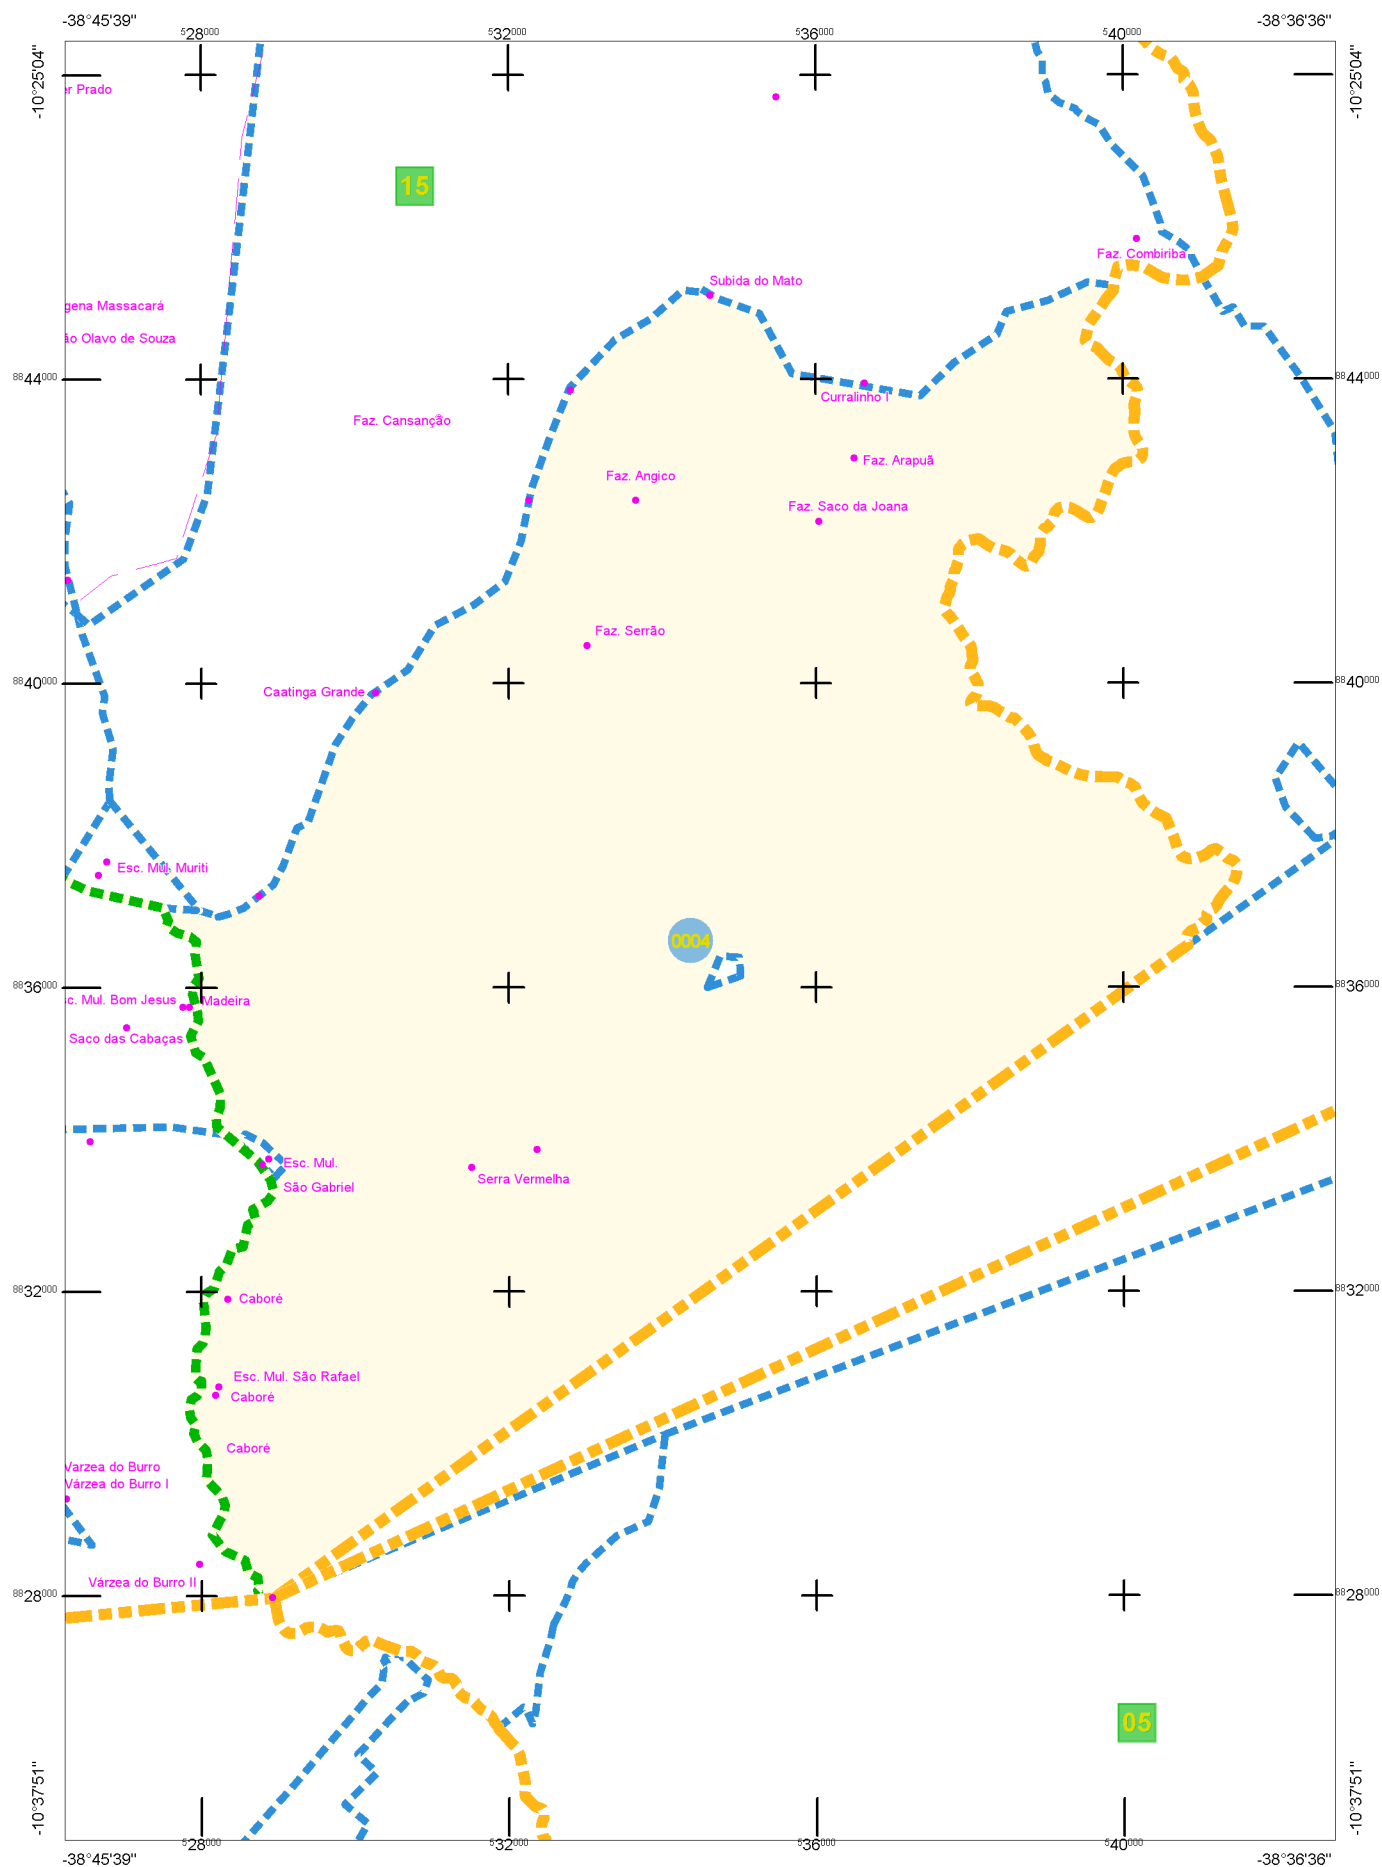 -38°45'39"
-38°36'36"
528000
532000
536000
540000
-10°25'04"
-10°25'04"
er Prado
15
Faz. Combiriba
Subida do Mato
gena Massacará
ão Olavo de Souza
8844000
8844000
Curralinho I
Faz. Cansanção
Faz. Arapuã
Faz. Angico
Faz. Saco da Joana
Faz. Serrão
8840000
Caatinga Grande
8840000
Esc. Mul. Muriti
0004
8836000
8836000
sc. Mul. Bom Jesus
Madeira
Saco das Cabaças
Esc. Mul.
São Gabriel
Serra Vermelha
8832000
Caboré
8832000
Esc. Mul. São Rafael
Caboré
Caboré
Varzea do Burro
Várzea do Burro I
Várzea do Burro II
8828000
8828000
05
-10°37'51"
-10°37'51"
528000
532000
536000
540000
-38°45'39"
-38°36'36"